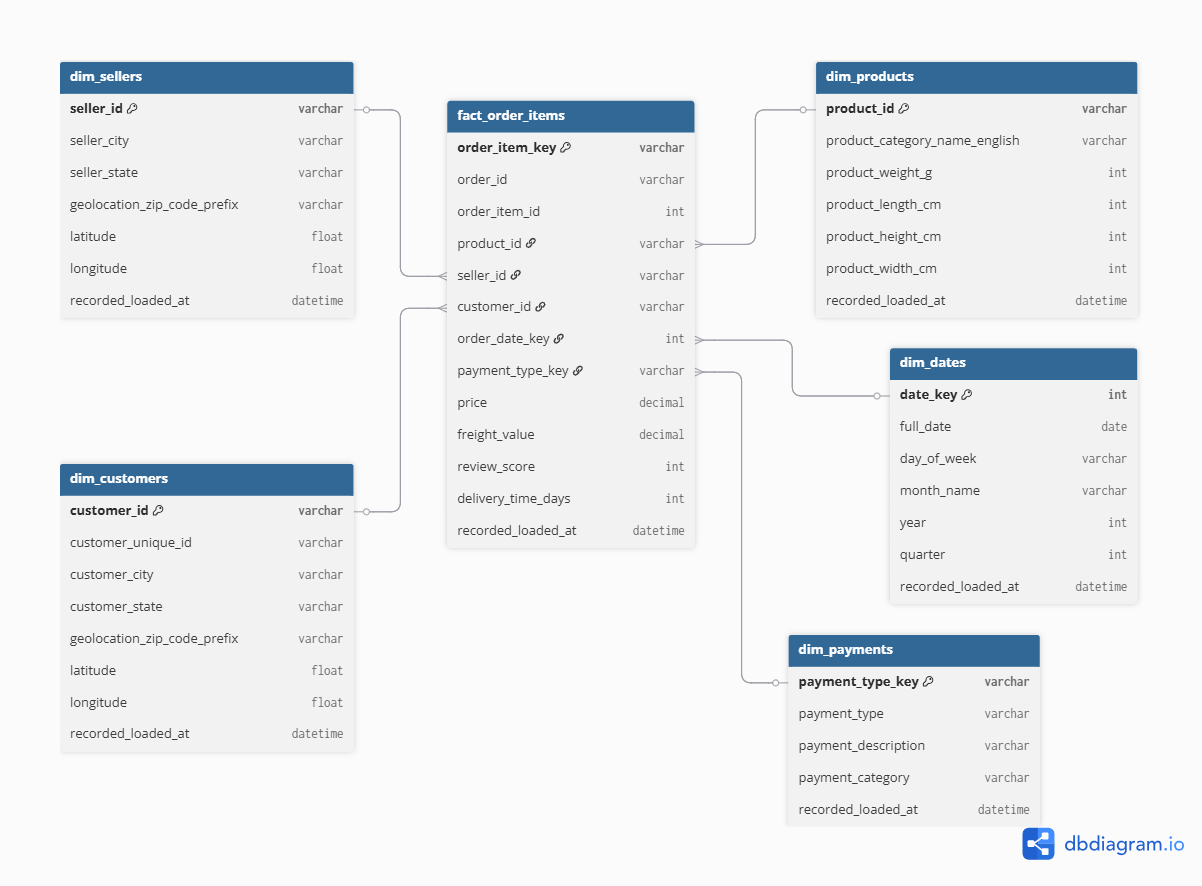 dim_sellers
seller_id varchar
seller_city varchar
seller_state varchar
geolocation_zip_code_prefix varchar
latitude float
longitude float
recorded_loaded_at datetime
fact_order_items
order_item_key varchar
order_id varchar
order_item_id int
product_id varchar
seller_id varchar
customer_id varchar
order_date_key int
payment_type_key varchar
price decimal
freight_value decimal
review_score int
delivery_time_days int
recorded_loaded_at datetime
dim_products
product_id varchar
product_category_name_english varchar
product_weight_g int
product_length_cm int
product_height_cm int
product_width_cm int
recorded_loaded_at datetime
dim_dates
date_key int
full_date date
day_of_week varchar
month_name varchar
year int
quarter int
recorded_loaded_at datetime
dim_customers
customer_id varchar
customer_unique_id varchar
customer_city varchar
customer_state varchar
geolocation_zip_code_prefix varchar
latitude float
longitude float
recorded_loaded_at datetime
dim_payments
payment_type_key varchar
payment_type varchar
payment_description varchar
payment_category varchar
recorded_loaded_at datetime
dbdiagram.io